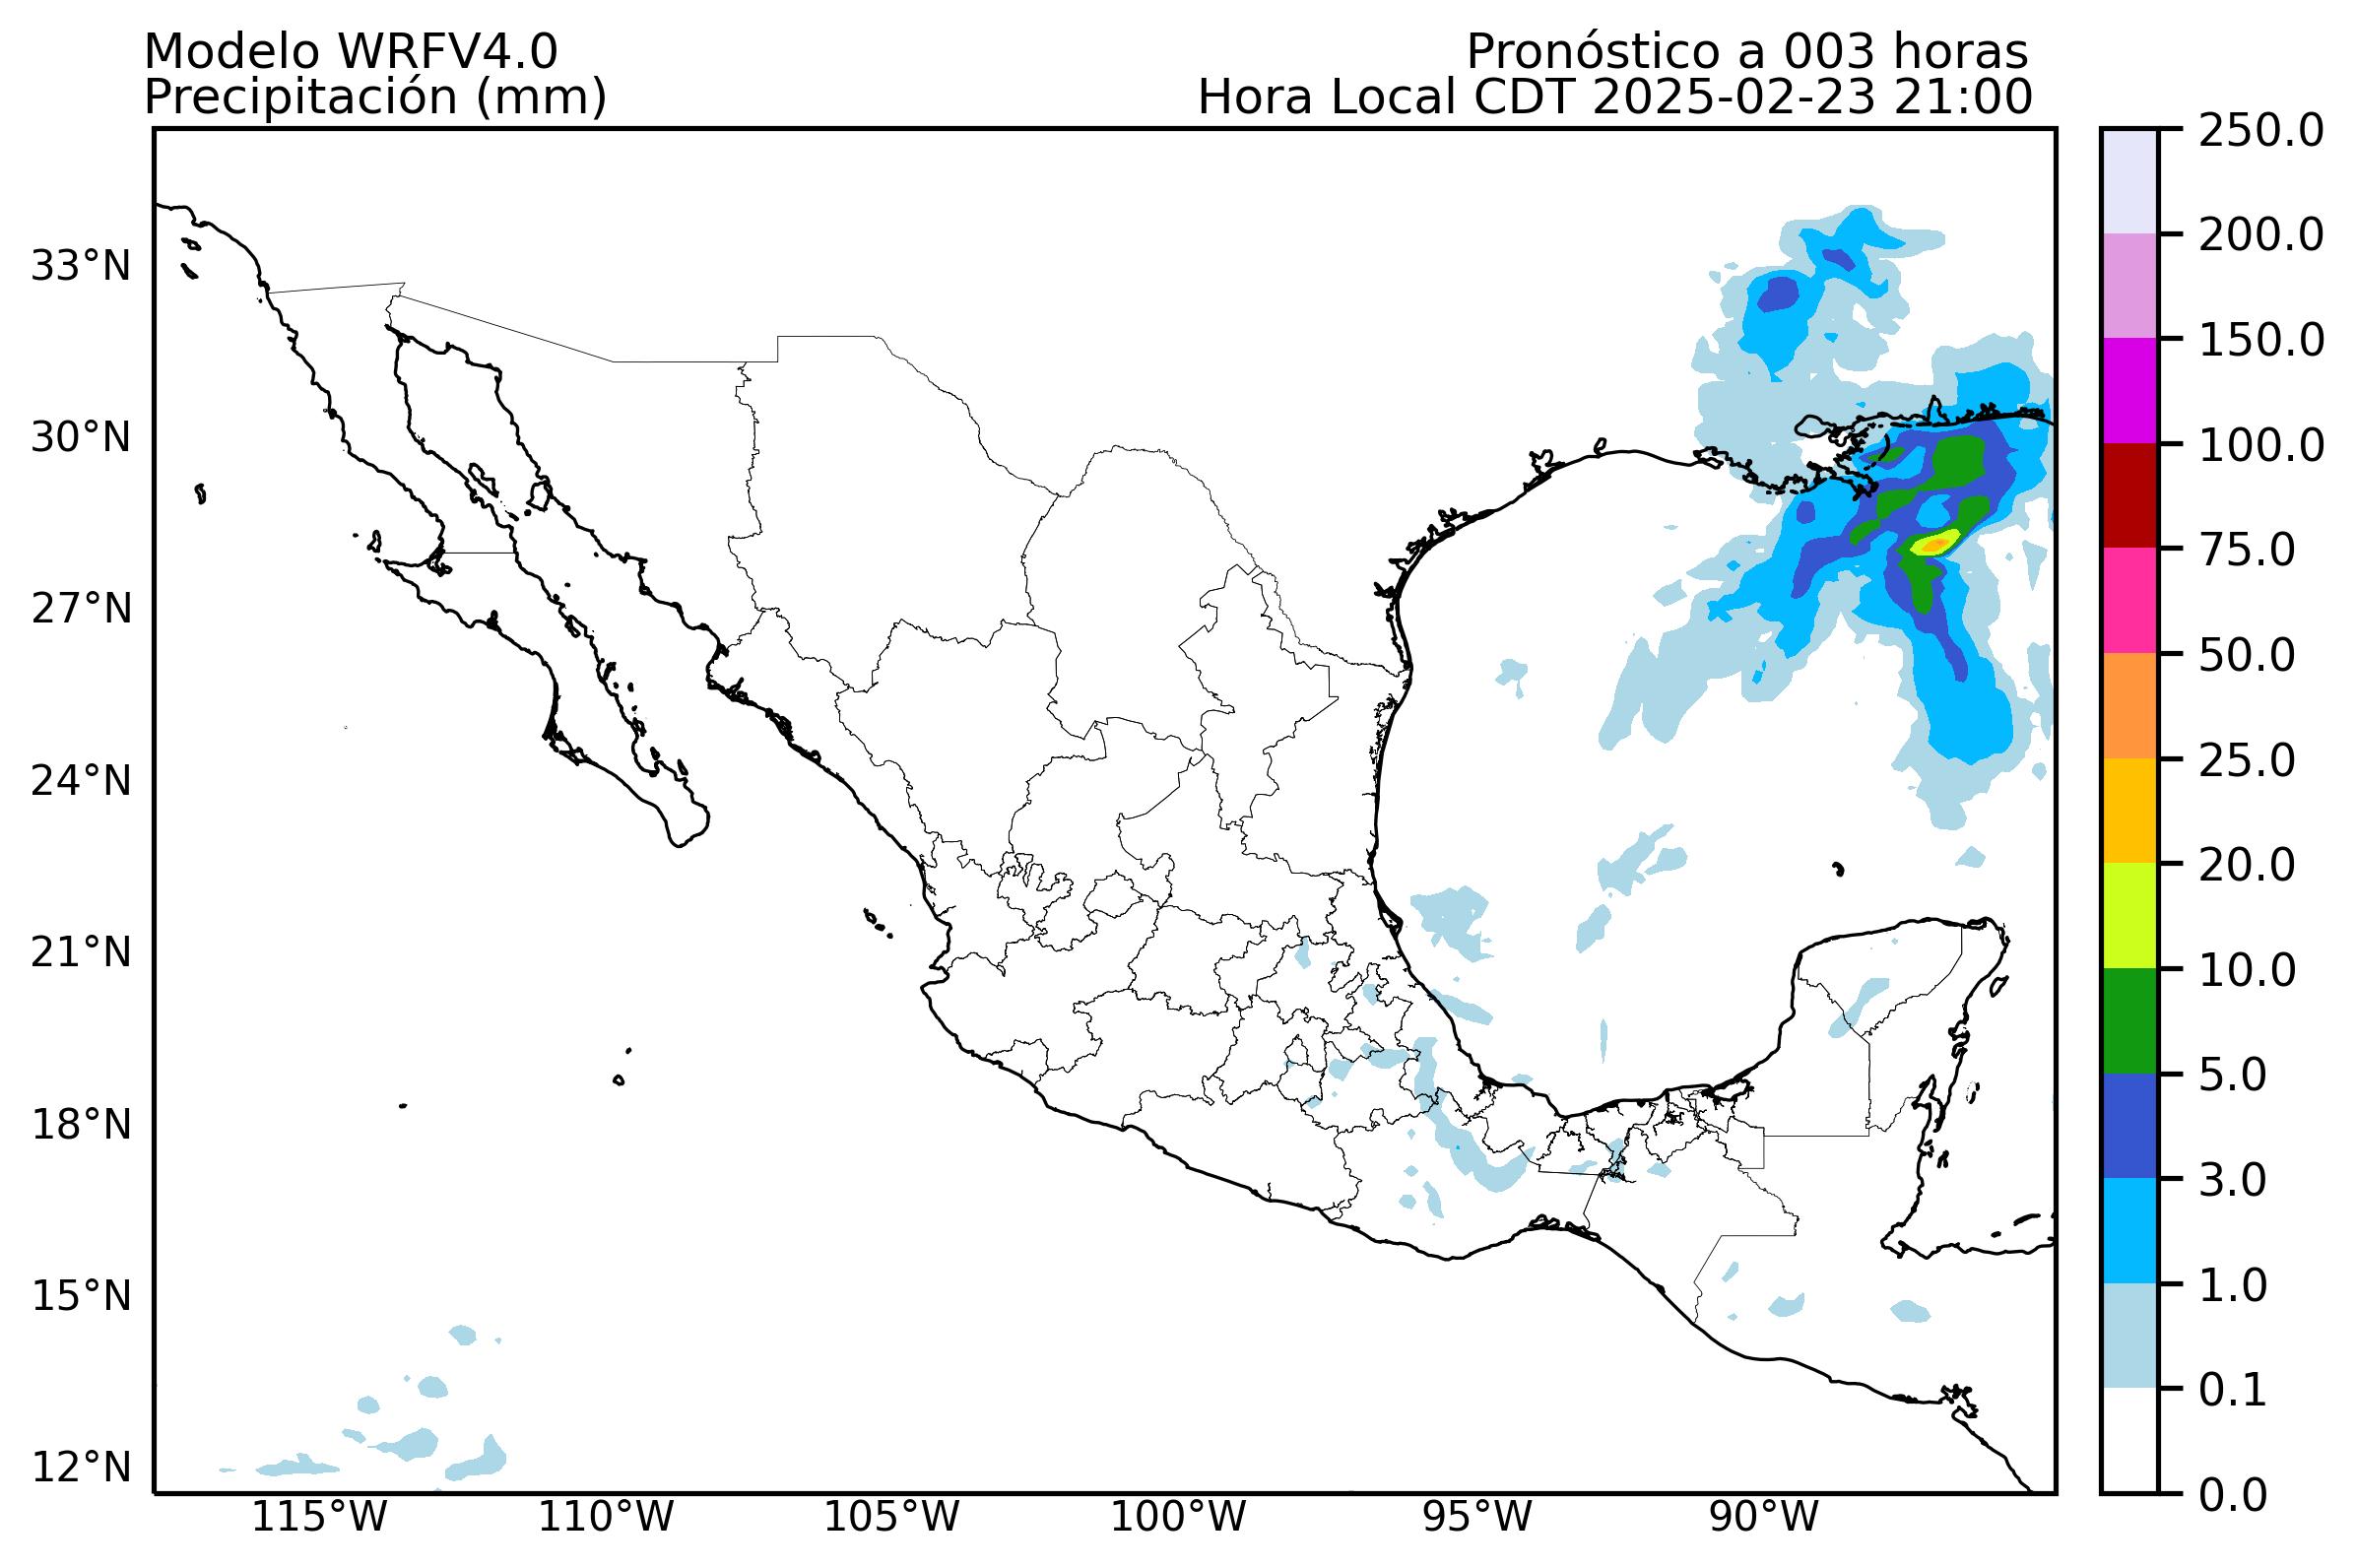 Modelo WRFV4.0
Precipitación (mm)
Pronóstico a 003 horas
Hora Local CDT 2025-02-23 21:00
33°N
30°N
27°N
24°N
21°N
18°N
15°N
12°N
115°W
110°W
105°W
100°W
95°W
90°W
250.0
200.0
150.0
100.0
75.0
50.0
25.0
20.0
10.0
5.0
3.0
1.0
0.1
0.0